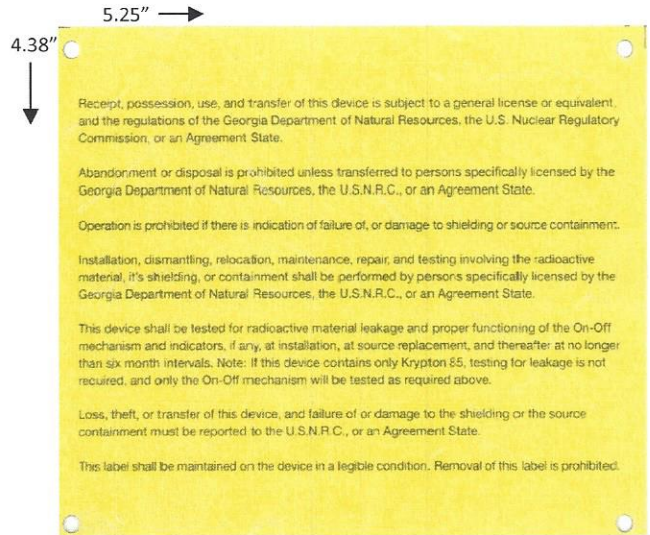 5.25”
4.38”
Receipt, possession, use, and transfer of this device is subject to a general license or equivalent,
and the regulations of the Georgia Department of Natural Resources, the U.S. Nuclear Regulatory
Commission, or an Agreement State.
Abandonment or disposal is prohibited unless transferred to persons specifically licensed by the
Georgia Department of Natural Resources, the U.S.N.R.C., or an Agreement State.
Operation is prohibited if there is indication of failure of, or damage to shielding or source containment.
Installation, dismantling, relocation, maintenance, repair, and testing involving the radioactive
material, it's shielding, or containment shall be performed by persons specifically licensed by the
Georgia Department of Natural Resources, the U.S.N.R.C., or an Agreement State.
This device shall be tested for radioactive material leakage and proper functioning of the On-Off
mechanism and indicators, if any, at installation, at source replacement, and thereafter at no longer
than six month intervals. Note: If this device contains only Krypton 85, testing for leakage is not
required, and only the On-Off mechanism will be tested as required above.
Loss, theft, or transfer of this device, and failure of or damage to the shielding or the source
containment must be reported to the U.S.N.R.C., or an Agreement State.
This label shall be maintained on the device in a legible condition. Removal of this label is prohibited.